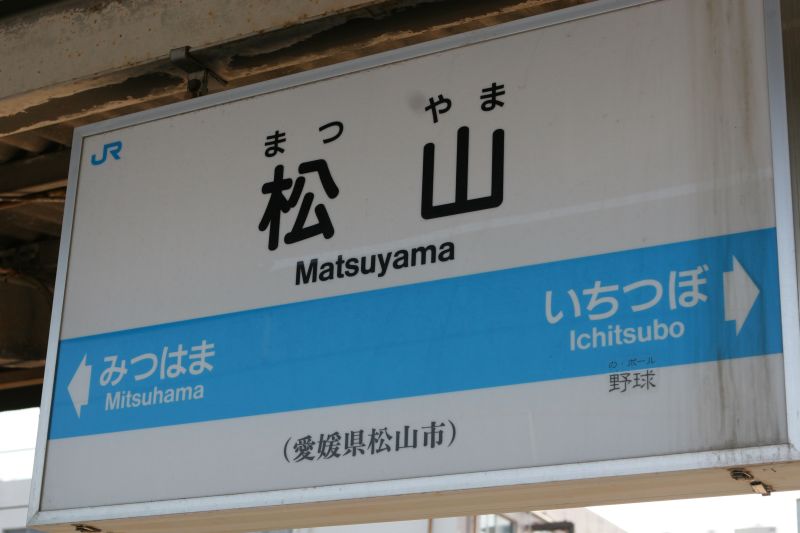 JR
まつ やま
松山
Matsuyama
いちつぼ
Ichitsubo
の・ボール
野球
みつはま
Mitsuhama
(愛媛県松山市)